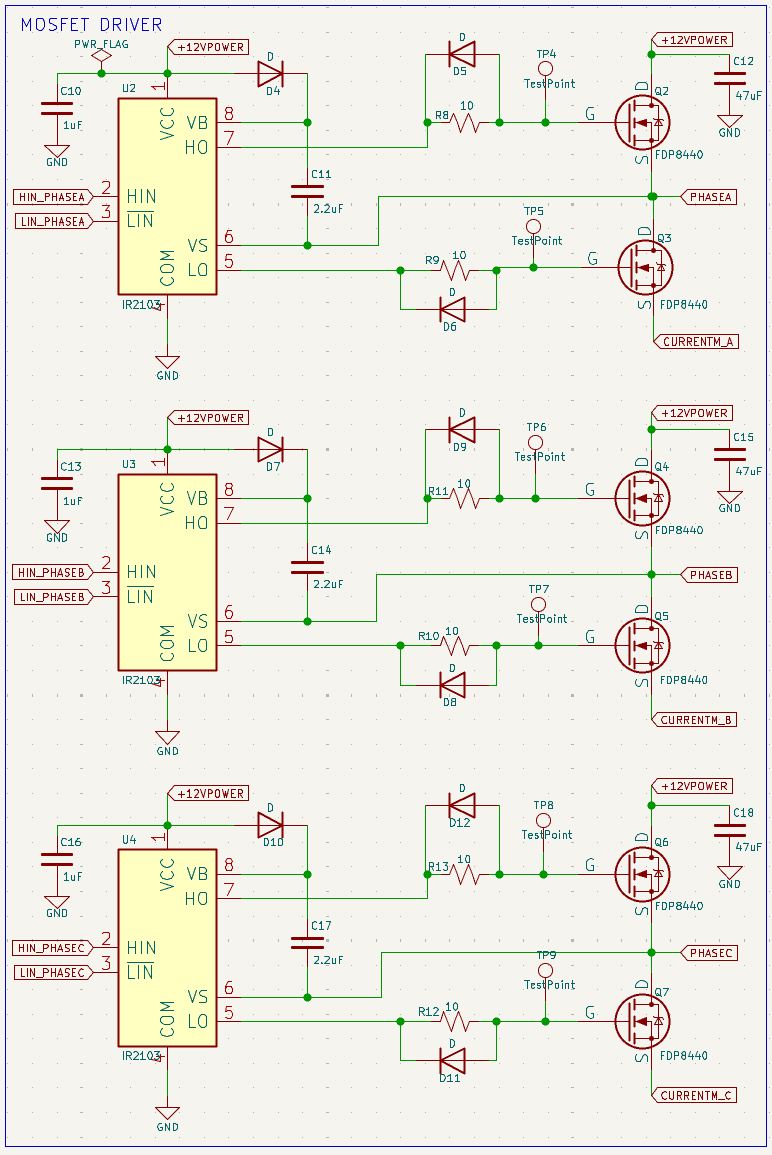 MOSFET DRIVER
PWR_FLAG
+12VPOWER
D
D4
C10
1uF
GND
U2
1
VCC
VB 8
HO 7
HIN_PHASEA 2 HIN
LIN_PHASEA 3 LIN
VS 6
LO 5
COM
IR2103
4
GND
C11
2.2uF
D
D5
R8 10
TP4
TestPoint
G
D
S
Q2
FDP8440
+12VPOWER
C12
47uF
GND
PHASEA
TP5
TestPoint
R9 10
D
D6
G
D
S
Q3
FDP8440
CURRENTM_A
+12VPOWER
D
D7
C13
1uF
GND
U3
1
VCC
VB 8
HO 7
HIN_PHASEB 2 HIN
LIN_PHASEB 3 LIN
VS 6
LO 5
COM
IR2103
4
GND
C14
2.2uF
D
D9
R11 10
TP6
TestPoint
G
D
S
Q4
FDP8440
+12VPOWER
C15
47uF
GND
PHASEB
TP7
TestPoint
R10 10
D
D8
G
D
S
Q5
FDP8440
CURRENTM_B
+12VPOWER
D
D10
C16
1uF
GND
U4
1
VCC
VB 8
HO 7
HIN_PHASEC 2 HIN
LIN_PHASEC 3 LIN
VS 6
LO 5
COM
IR2103
4
GND
C17
2.2uF
D
D12
R13 10
TP8
TestPoint
G
D
S
Q6
FDP8440
+12VPOWER
C18
47uF
GND
PHASEC
TP9
TestPoint
R12 10
D
D11
G
D
S
Q7
FDP8440
CURRENTM_C